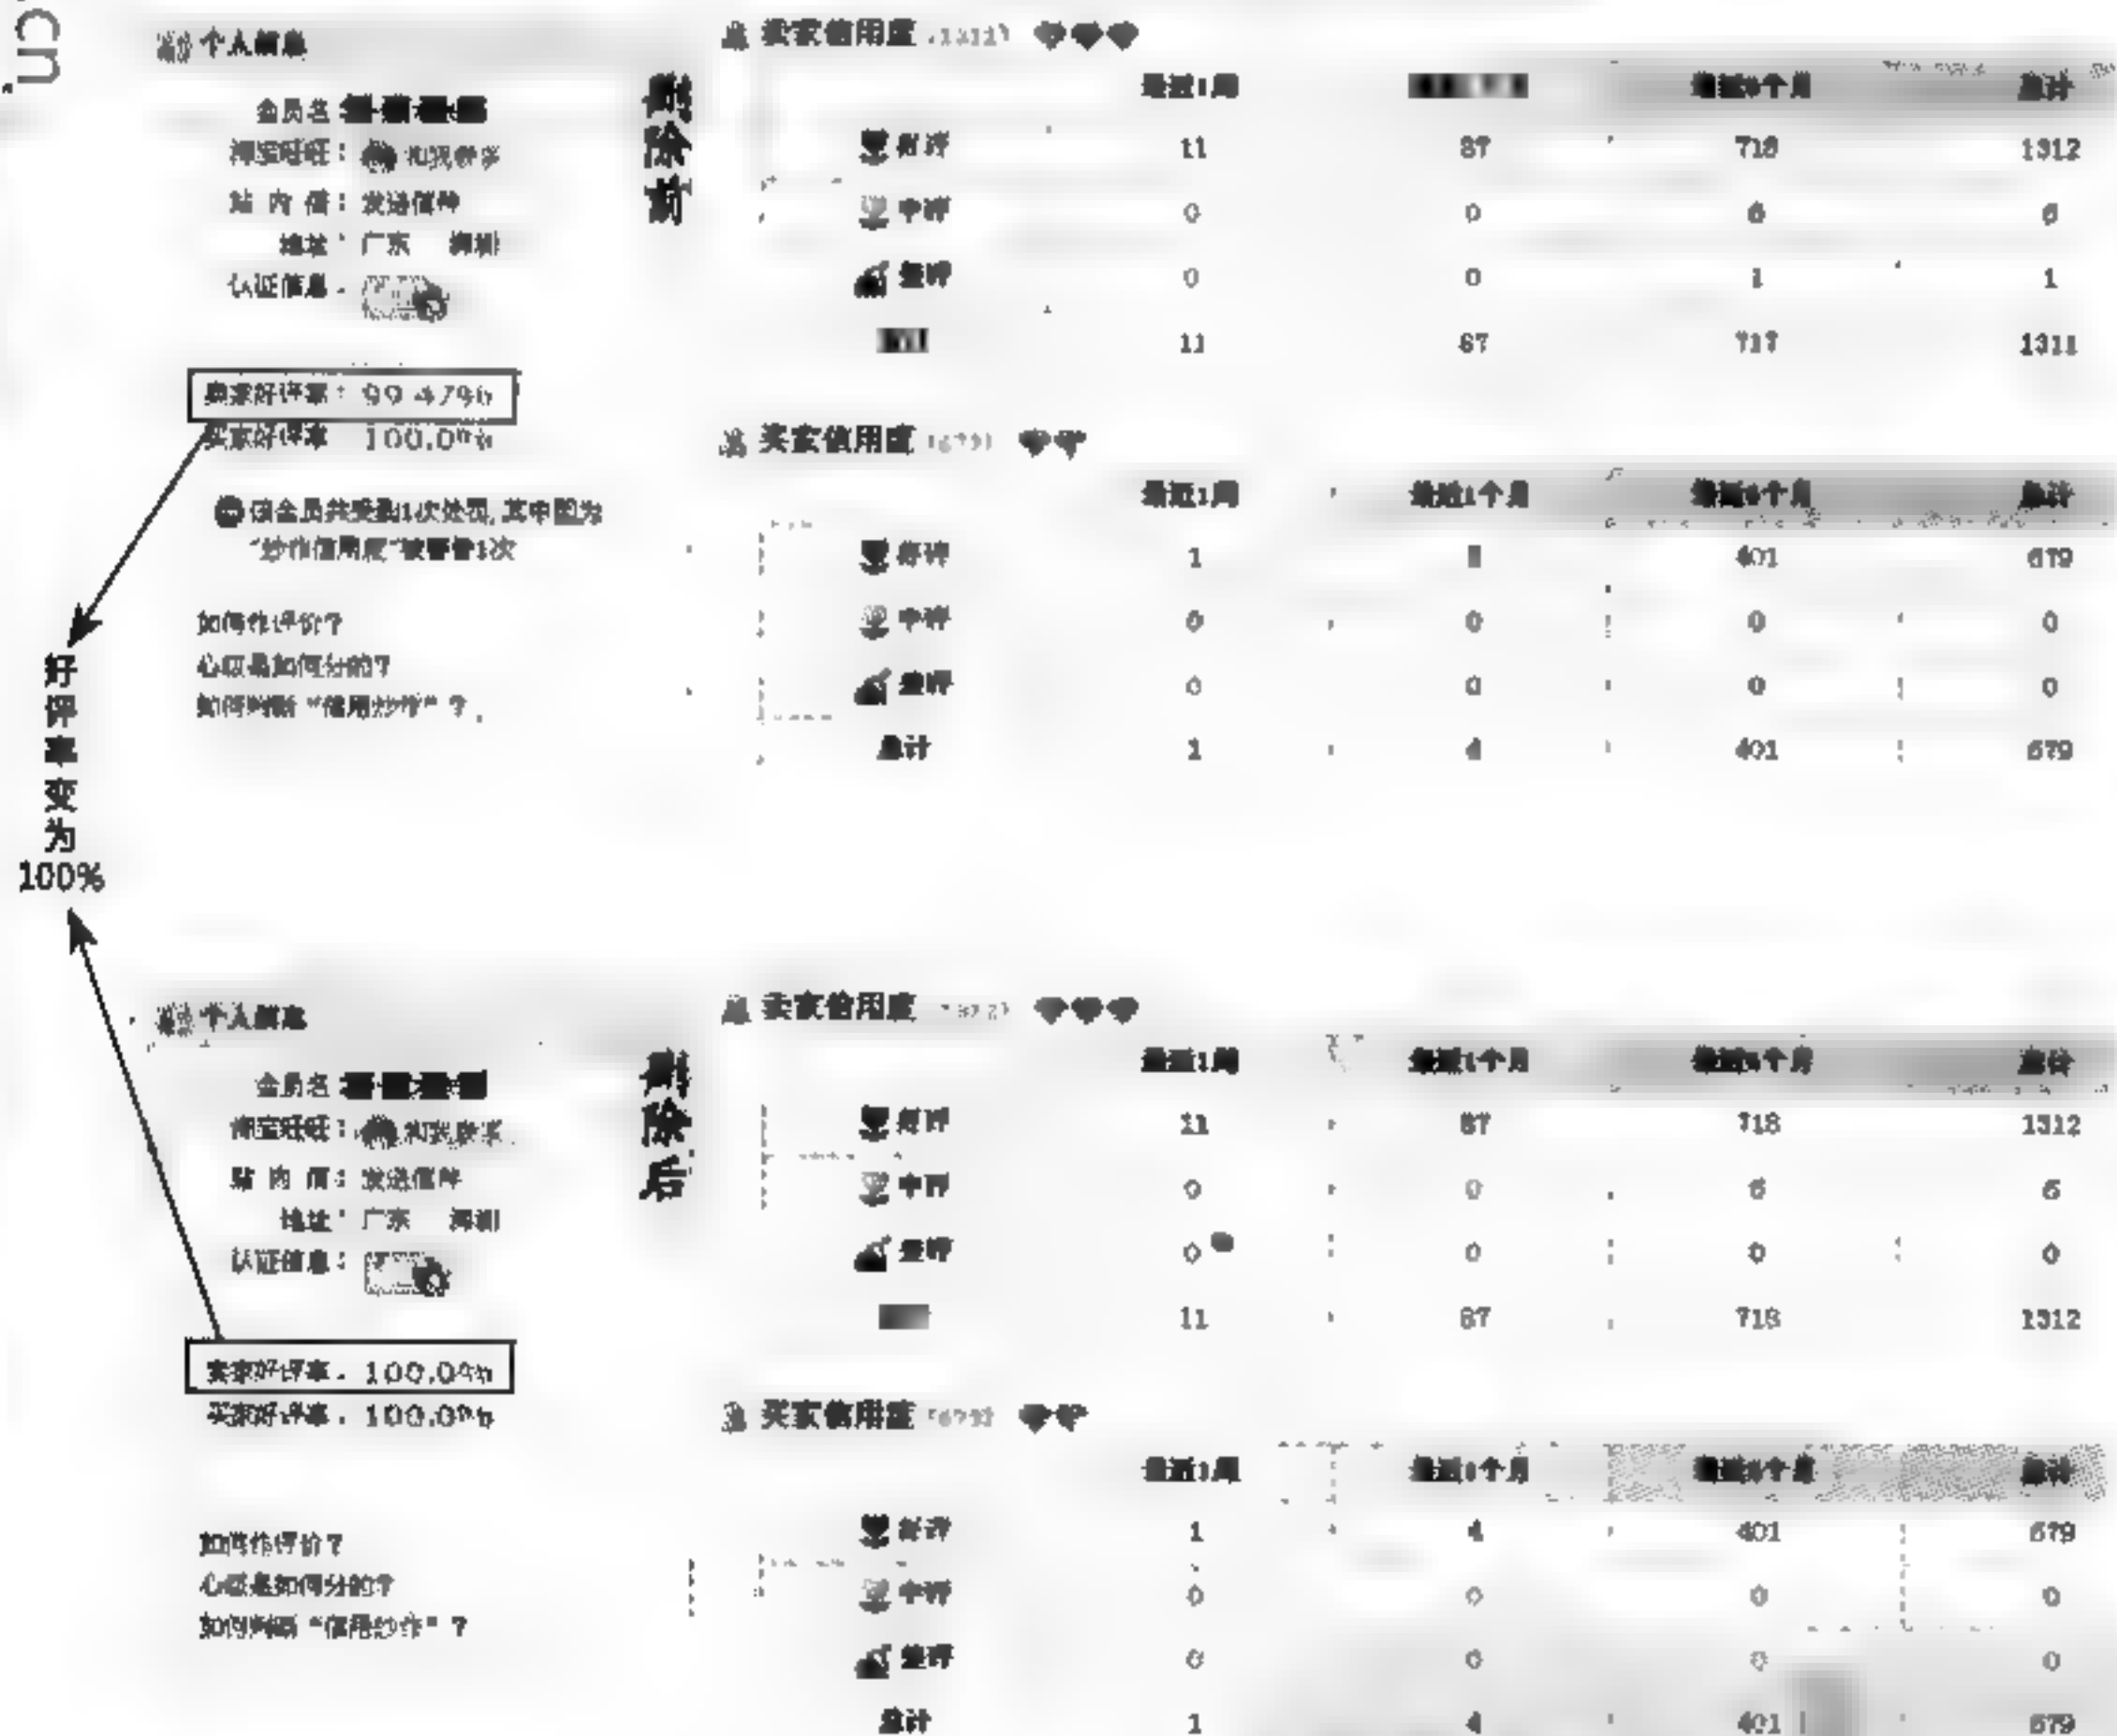 .cn
个人信息
会员名
淘宝旺旺: 和我联系
站 内 信: 发送信件
地址: 广东 深圳
认证信息:
卖家好评率: 99.47%
买家好评率: 100.0%
该会员共受到1次处罚,其中因为
"炒作信用度"被警告1次
如何作评价?
心级是如何分的?
如何判断"信用炒作"?
删除前
卖家信用度 (1312)
最近1周 最近6个月 总计
好评 11 87 718 1312
中评 0 0 6 6
差评 0 0 1 1
11 87 717 1311
买家信用度 (679)
最近1周 最近1个月 最近6个月 总计
好评 1 401 679
中评 0 0 0 0
差评 0 0 0 0
总计 1 4 401 679
好评率变为
100%
个人信息
会员名
淘宝旺旺: 和我联系
站 内 信: 发送信件
地址: 广东 深圳
认证信息:
卖家好评率: 100.0%
买家好评率: 100.0%
如何作评价?
心级是如何分的?
如何判断"信用炒作"?
删除后
卖家信用度 (1312)
最近1周 最近1个月 最近6个月 总计
好评 11 87 718 1312
中评 0 0 6 6
差评 0 0 0 0
11 87 718 1312
买家信用度 (679)
最近1周 最近1个月 最近6个月 总计
好评 1 4 401 679
中评 0 0 0 0
差评 0 0 0 0
总计 1 4 401 679